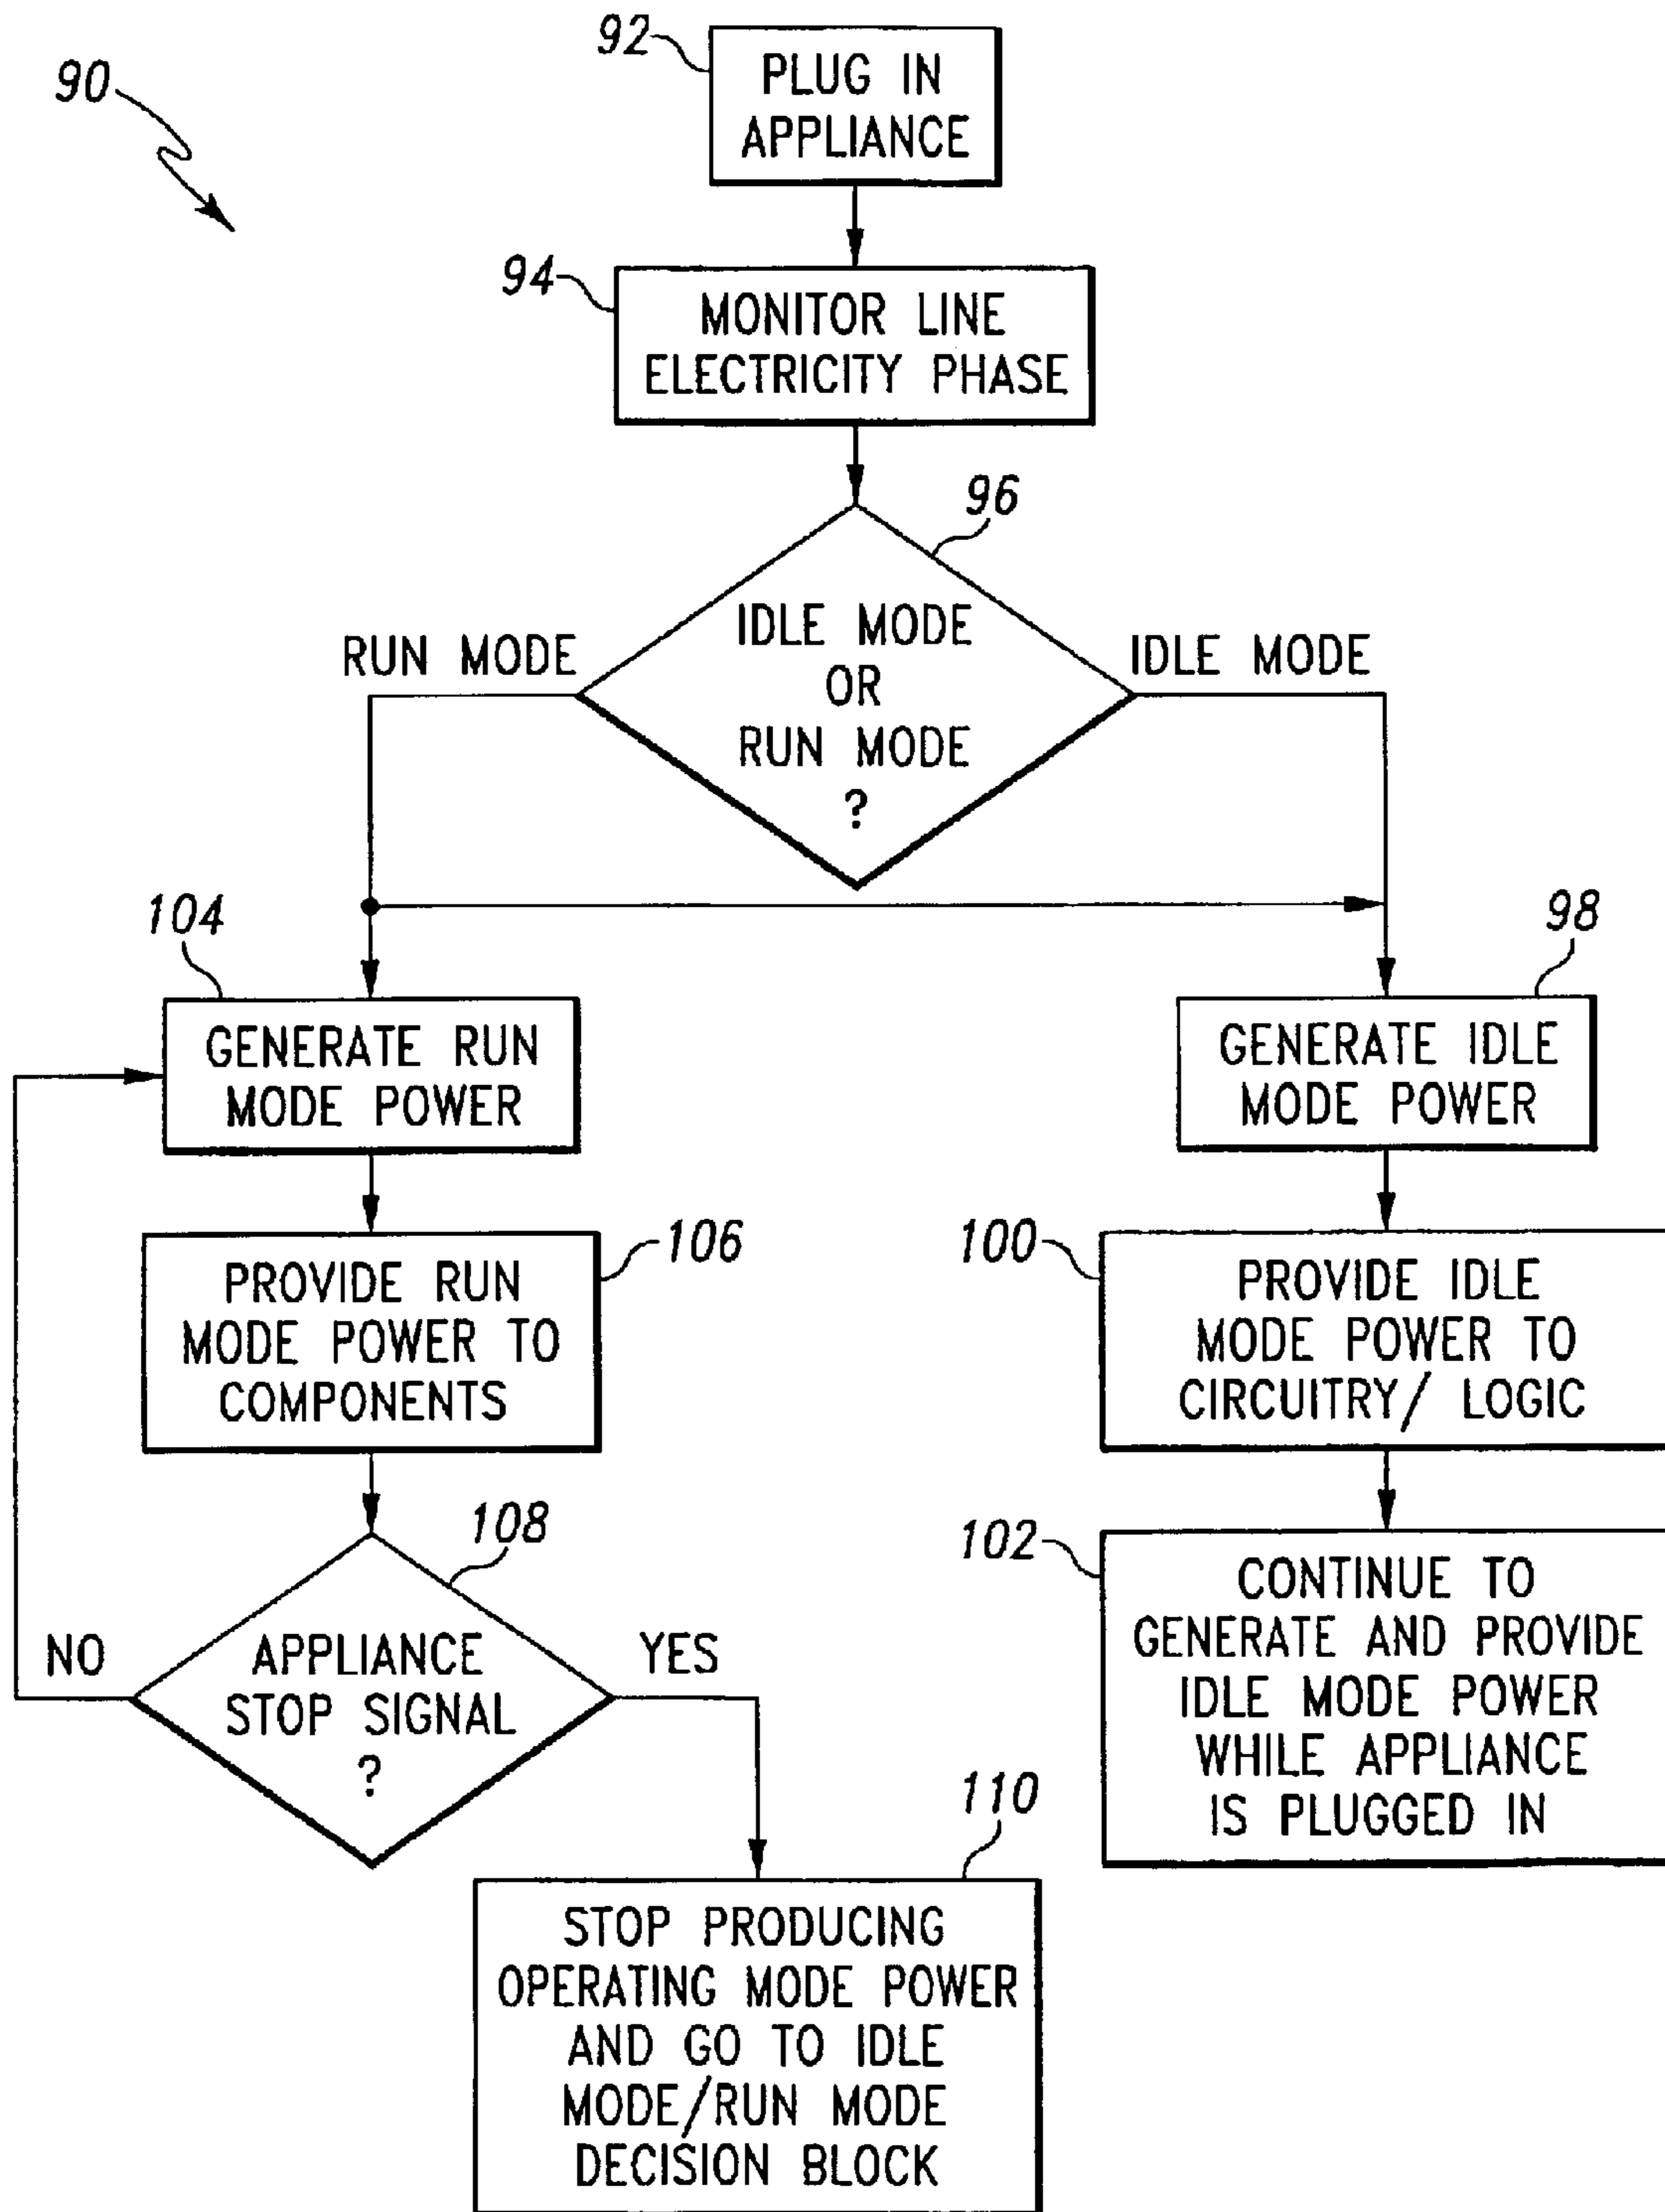 90
92
PLUG IN
APPLIANCE
94
MONITOR LINE
ELECTRICITY PHASE
96
IDLE MODE
OR
RUN MODE
?
RUN MODE
IDLE MODE
104
GENERATE RUN
MODE POWER
98
GENERATE IDLE
MODE POWER
106
PROVIDE RUN
MODE POWER TO
COMPONENTS
100
PROVIDE IDLE
MODE POWER TO
CIRCUITRY/ LOGIC
108
APPLIANCE
STOP SIGNAL
?
NO
YES
102
CONTINUE TO
GENERATE AND PROVIDE
IDLE MODE POWER
WHILE APPLIANCE
IS PLUGGED IN
110
STOP PRODUCING
OPERATING MODE POWER
AND GO TO IDLE
MODE/RUN MODE
DECISION BLOCK